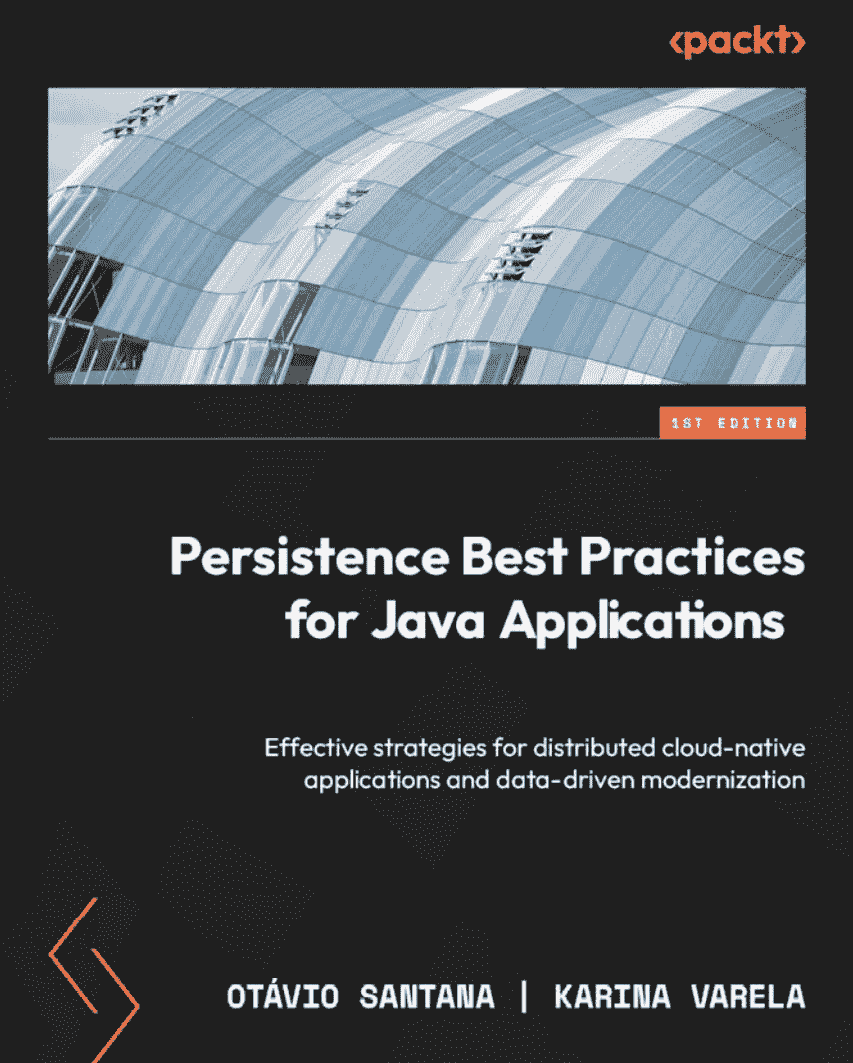 <packt>
1ST EDITION
Persistence Best Practices
for Java Applications
Effective strategies for distributed cloud-native
applications and data-driven modernization
OTÁVIO SANTANA | KARINA VARELA